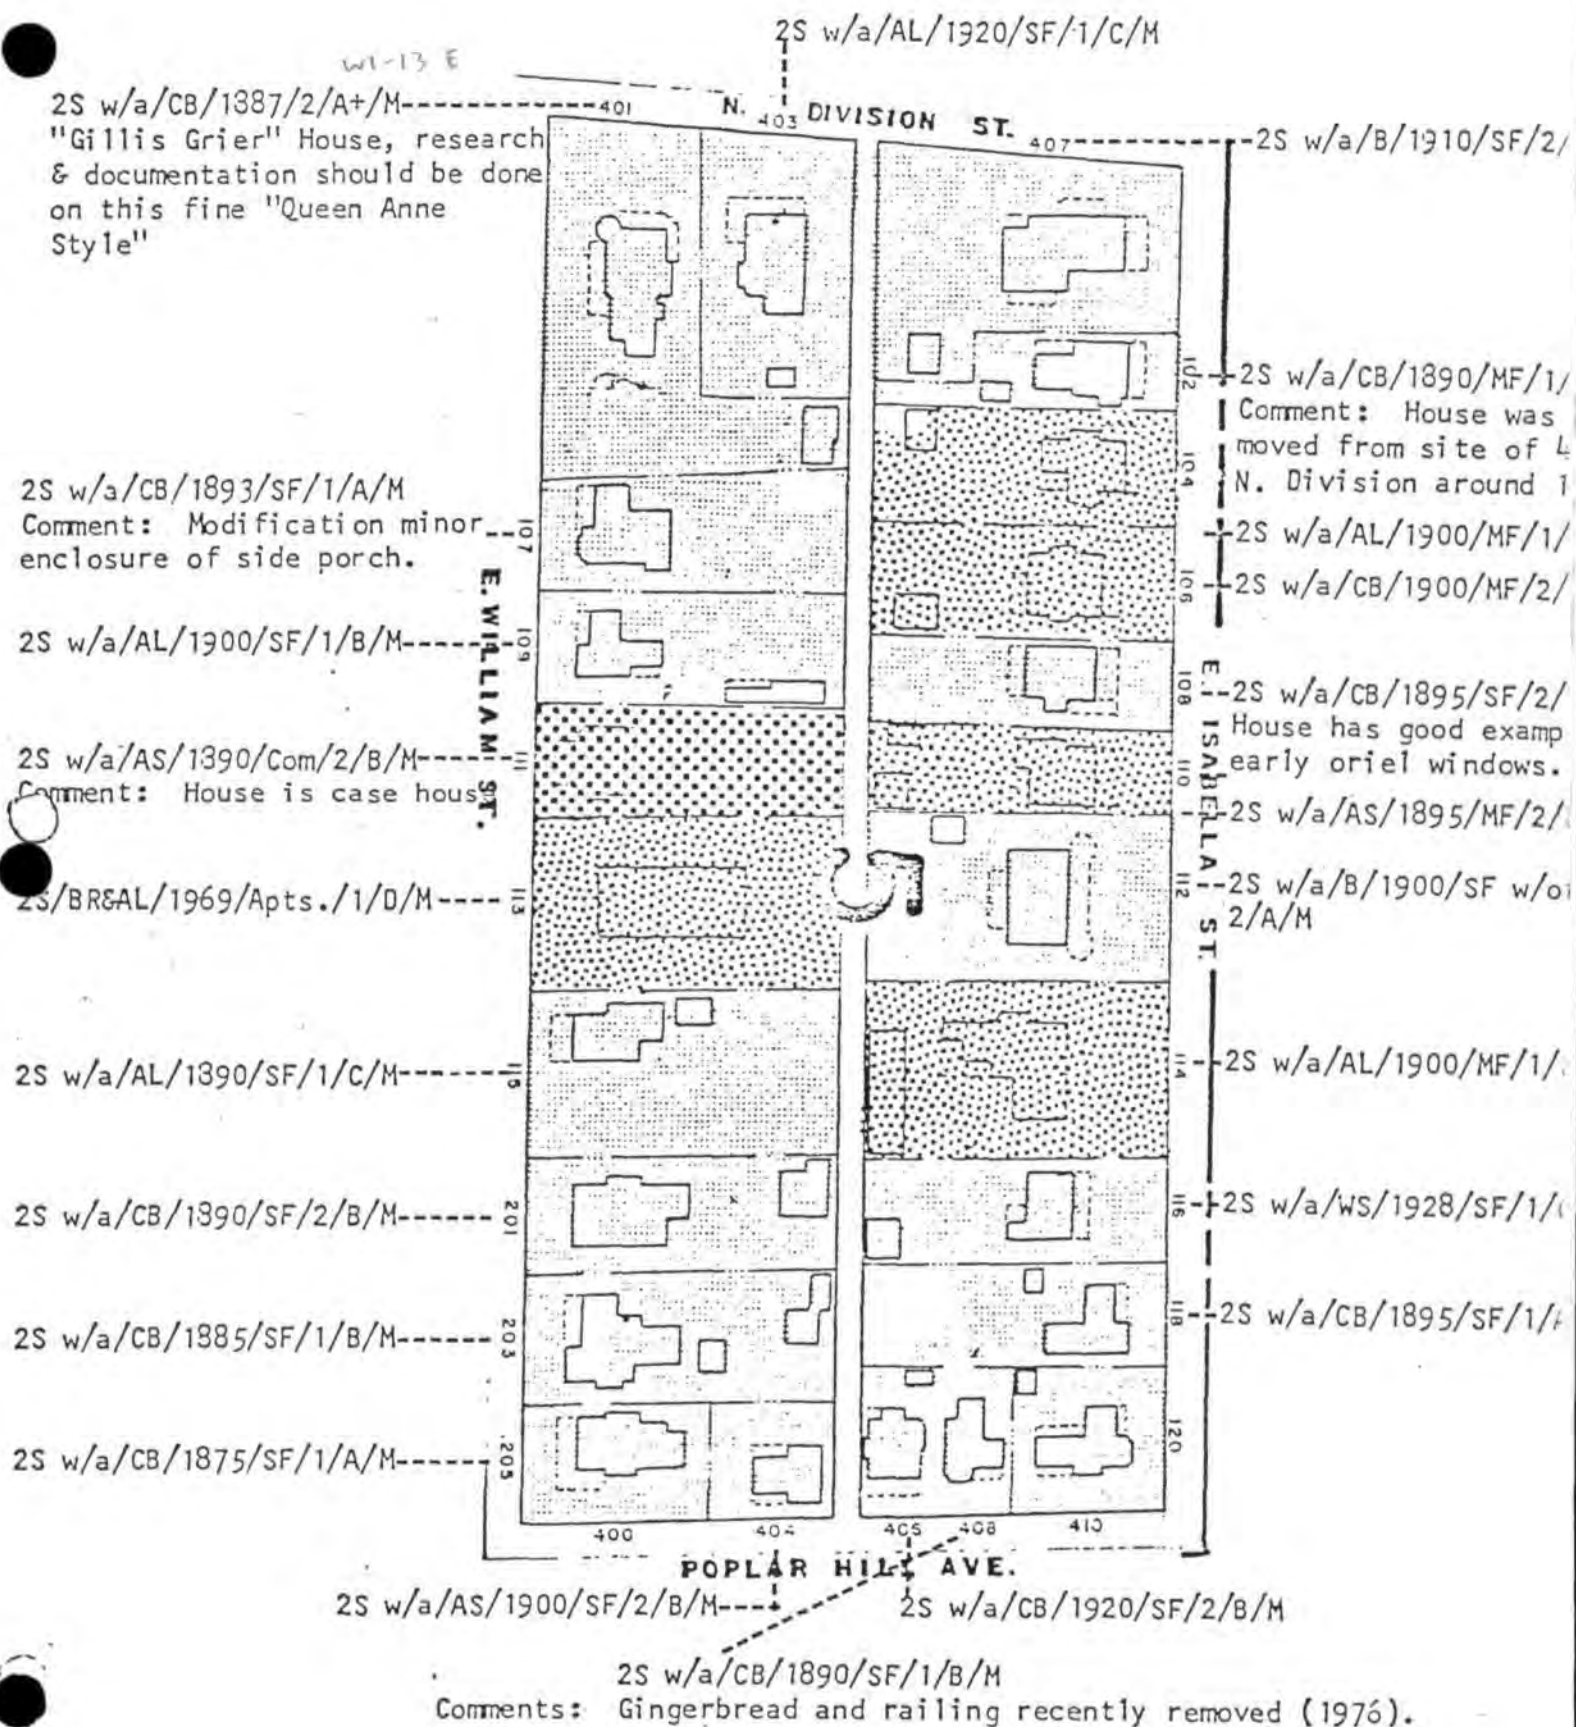 2S w/a/AL/1920/SF/1/C/M
W1-13 E
2S w/a/CB/1887/2/A+/M
"Gillis Grier" House, research
& documentation should be done
on this fine "Queen Anne
Style"
401
N. DIVISION ST.
403
407
2S w/a/B/1910/SF/2/
102
2S w/a/CB/1890/MF/1/
Comment: House was
moved from site of 4
N. Division around 1
104
2S w/a/AL/1900/MF/1/
106
2S w/a/CB/1900/MF/2/
2S w/a/CB/1893/SF/1/A/M
Comment: Modification minor
enclosure of side porch.
107
E. WILLIAM ST.
2S w/a/AL/1900/SF/1/B/M
109
108
E. ISABELLA ST.
2S w/a/CB/1895/SF/2/
House has good examp
early oriel windows.
2S w/a/AS/1890/Com/2/B/M
Comment: House is case hous
111
110
2S w/a/AS/1895/MF/2/
2S/BR&AL/1969/Apts./1/D/M
113
112
2S w/a/B/1900/SF w/o
2/A/M
2S w/a/AL/1890/SF/1/C/M
115
114
2S w/a/AL/1900/MF/1/
2S w/a/CB/1890/SF/2/B/M
201
116
2S w/a/WS/1928/SF/1/
2S w/a/CB/1885/SF/1/B/M
203
118
2S w/a/CB/1895/SF/1/
2S w/a/CB/1875/SF/1/A/M
205
120
400
404
405
408
410
POPLAR HILL AVE.
2S w/a/AS/1900/SF/2/B/M
2S w/a/CB/1920/SF/2/B/M
2S w/a/CB/1890/SF/1/B/M
Comments: Gingerbread and railing recently removed (1976).